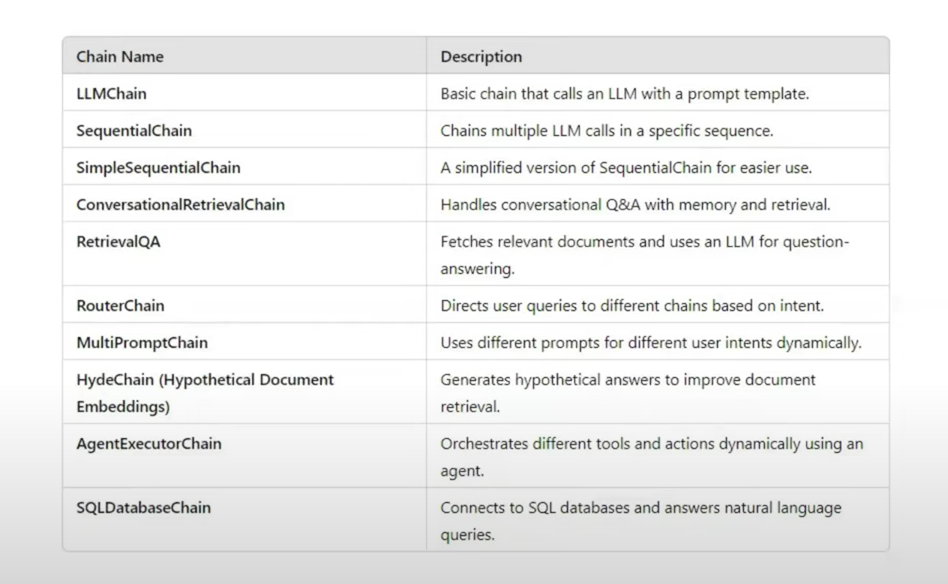 Chain Name Description
LLMChain Basic chain that calls an LLM with a prompt template.
SequentialChain Chains multiple LLM calls in a specific sequence.
SimpleSequentialChain A simplified version of SequentialChain for easier use.
ConversationalRetrievalChain Handles conversational Q&A with memory and retrieval.
RetrievalQA Fetches relevant documents and uses an LLM for question-
answering.
RouterChain Directs user queries to different chains based on intent.
MultiPromptChain Uses different prompts for different user intents dynamically.
HydeChain (Hypothetical Document Generates hypothetical answers to improve document
Embeddings) retrieval.
AgentExecutorChain Orchestrates different tools and actions dynamically using an
agent.
SQLDatabaseChain Connects to SQL databases and answers natural language
queries.